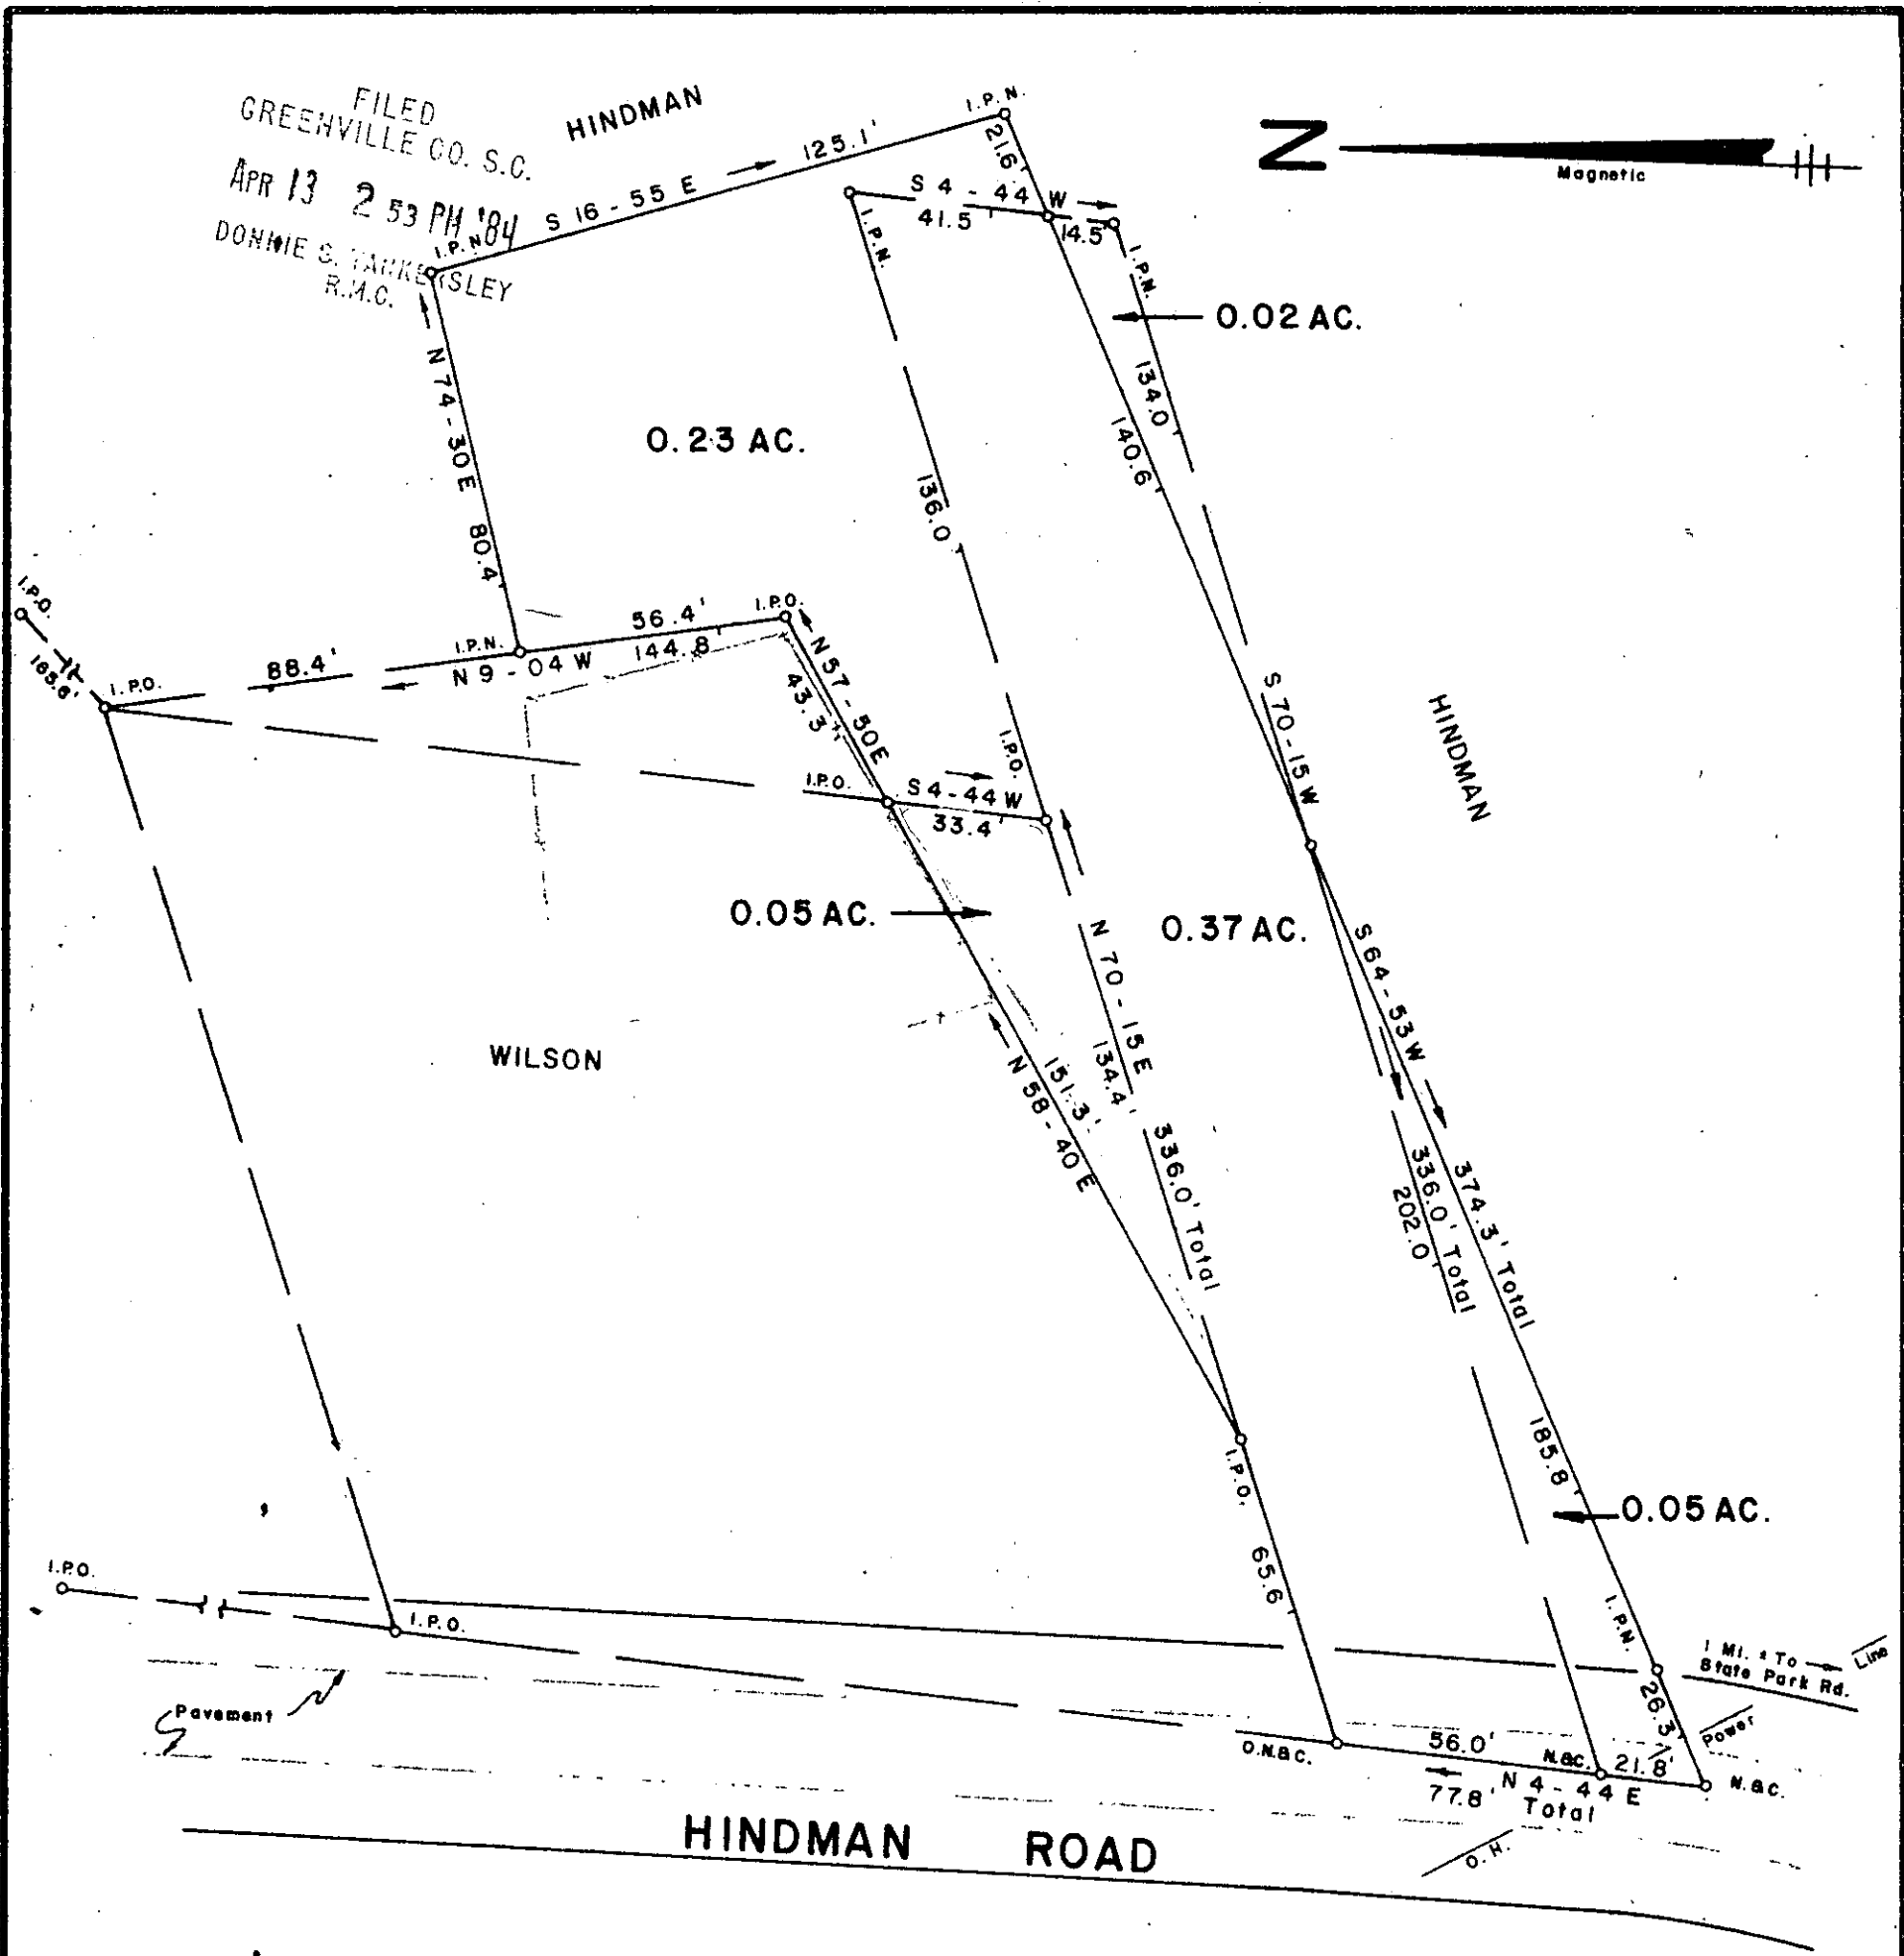 FILED
GREENVILLE CO. S.C.
APR 13 2 53 PM '84
DONNIE S. TANKERSLEY
R.M.C.
HINDMAN
I.P.N.
S 16-55 E 125.1'
I.P.N.
21.6'
N
Magnetic
S 4-44 W
41.5'
14.5'
I.P.N.
I.P.N.
0.02 AC.
N 74-30 E 80.4'
0.23 AC.
136.0'
134.0'
140.6'
I.P.O.
185.6'
I.P.O.
88.4'
I.P.N.
56.4'
I.P.O.
N 9-04 W 144.8'
N 57-50 E
43.3'
I.P.O.
S 4-44 W
33.4'
I.P.O.
S 70-15 W
HINDMAN
0.05 AC.
0.37 AC.
S 64-53 W
N 70-15 E
134.4'
336.0' Total
WILSON
151.3'
N 58-40 E
336.0' Total
202.0'
374.3' Total
185.8'
0.05 AC.
I.P.O.
65.6'
I.P.N.
I.P.O.
I.P.O.
1 MI. ± To
State Park Rd.
Line
Power
26.3'
Pavement
O.N.&C.
56.0'
N.&C.
21.8'
N.&C.
N 4-44 E
77.8' Total
O. H.
HINDMAN ROAD